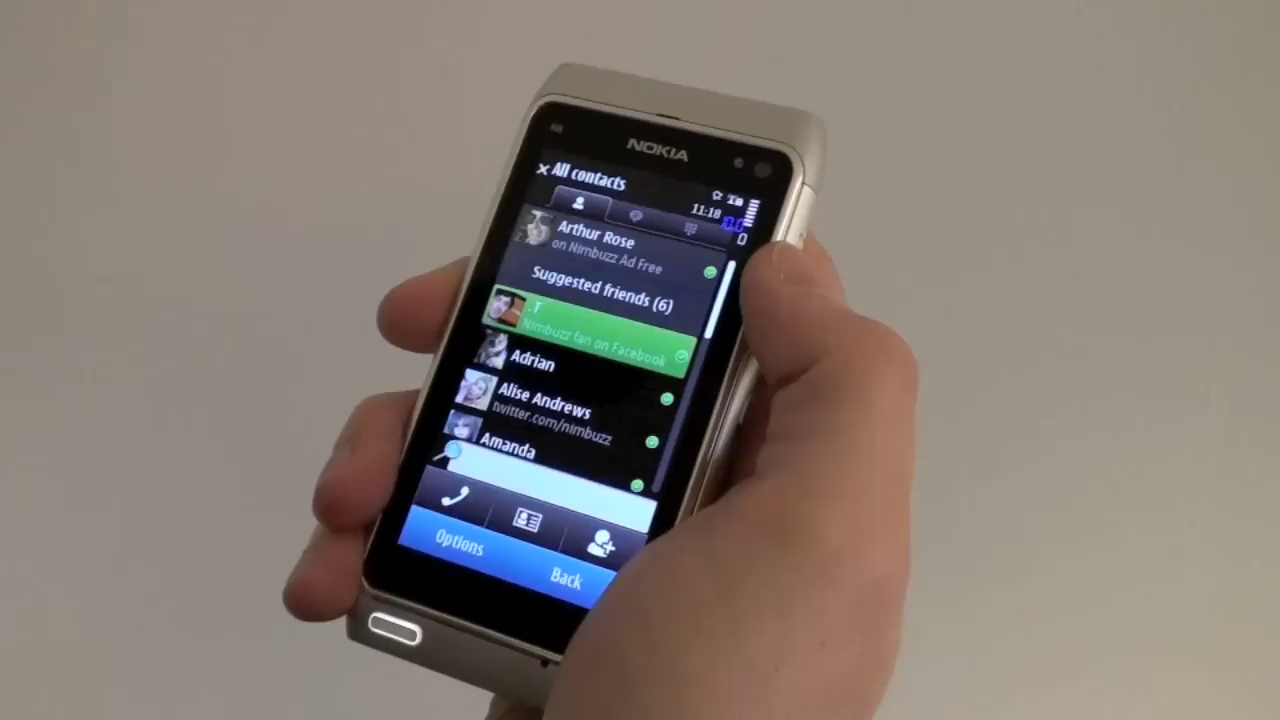 NOKIA
All contacts
11:18
Arthur Rose
on Nimbuzz Ad Free
Suggested friends (6)
.T
Nimbuzz fan on Facebook
Adrian
Alise Andrews
twitter.com/nimbuzz
Amanda
Options
Back